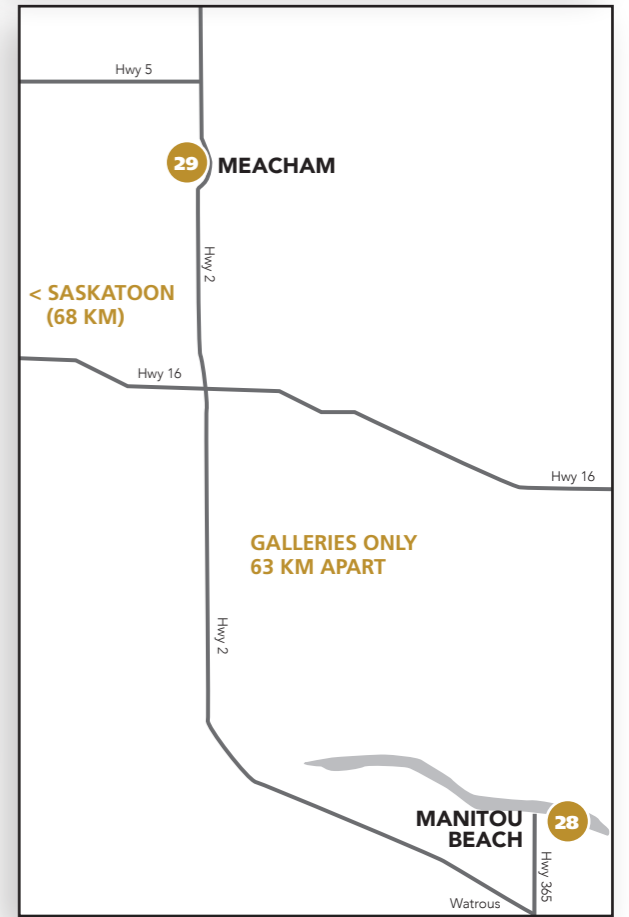 Hwy 5
29 MEACHAM
Hwy 2
< SASKATOON
(68 KM)
Hwy 16
Hwy 16
GALLERIES ONLY
63 KM APART
Hwy 2
MANITOU
BEACH
28
Hwy 365
Watrous